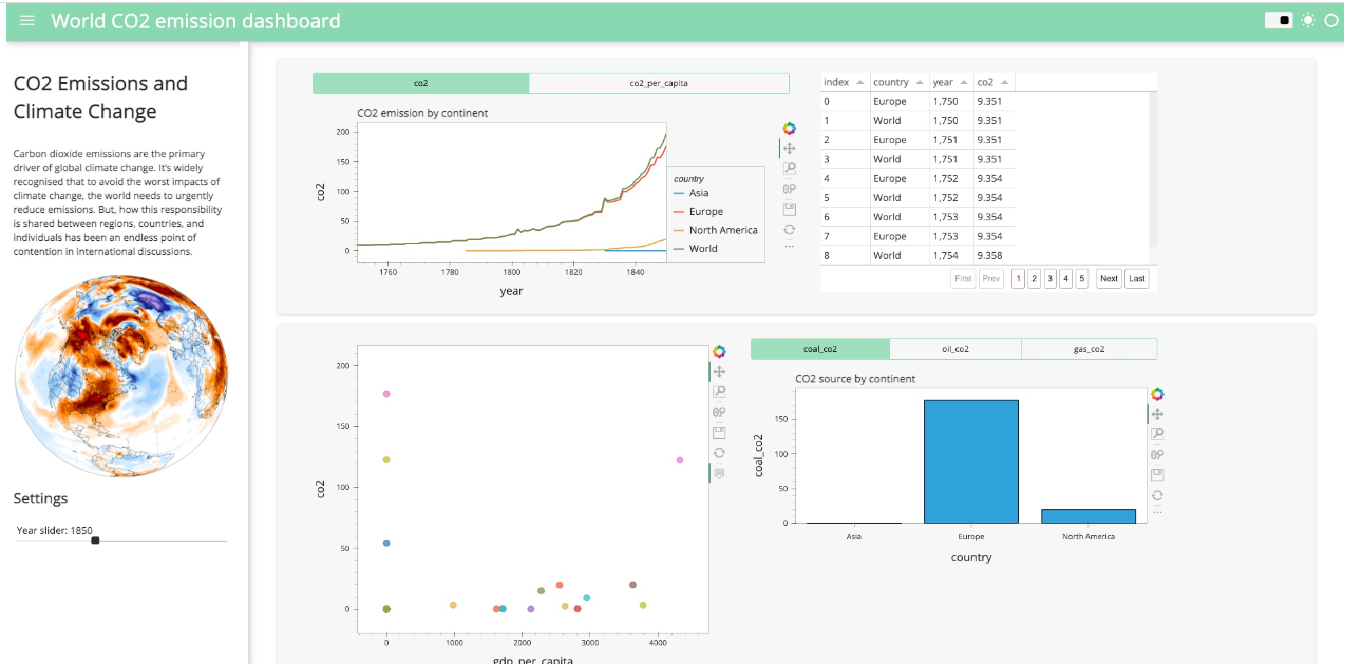 World CO2 emission dashboard
CO2 Emissions and
Climate Change
Carbon dioxide emissions are the primary
driver of global climate change. It's widely
recognised that to avoid the worst impacts of
climate change, the world needs to urgently
reduce emissions. But, how this responsibility
is shared between regions, countries, and
individuals has been an endless point of
contention in international discussions.
Settings
Year slider: 1850
co2 co2_per_capita
CO2 emission by continent
200
150
100
50
0
co2
1760 1780 1800 1820 1840
year
country
Asia
Europe
North America
World
index country year co2
0 Europe 1,750 9.351
1 World 1,750 9.351
2 Europe 1,751 9.351
3 World 1,751 9.351
4 Europe 1,752 9.354
5 World 1,752 9.354
6 World 1,753 9.354
7 Europe 1,753 9.354
8 World 1,754 9.358
First Prev 1 2 3 4 5 Next Last
200
150
100
50
0
co2
0 1000 2000 3000 4000
gdp_per_capita
coal_co2 oil_co2 gas_co2
CO2 source by continent
150
100
50
0
coal_co2
Asia Europe North America
country